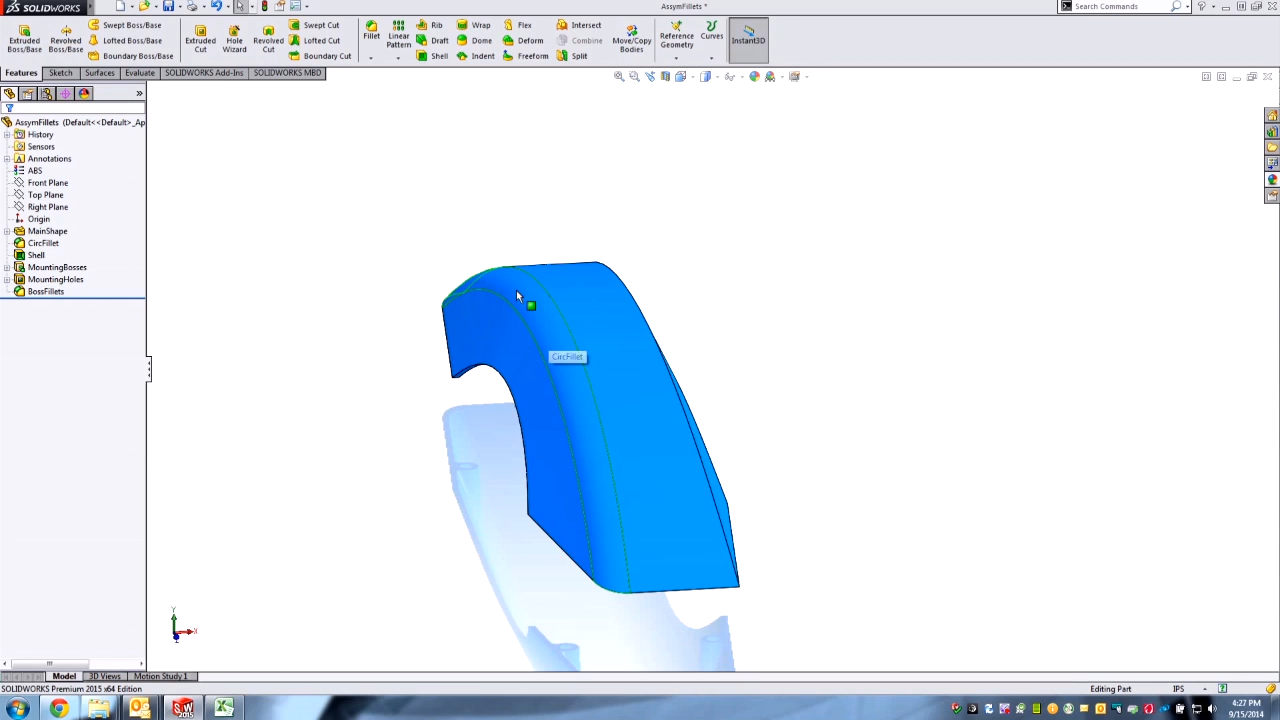 SOLIDWORKS
AssymFillets *
Search Commands
Extruded Boss/Base
Revolved Boss/Base
Swept Boss/Base
Lofted Boss/Base
Boundary Boss/Base
Extruded Cut
Hole Wizard
Revolved Cut
Swept Cut
Lofted Cut
Boundary Cut
Fillet
Linear Pattern
Rib
Draft
Shell
Wrap
Dome
Indent
Flex
Deform
Freeform
Intersect
Combine
Split
Move/Copy Bodies
Reference Geometry
Curves
Instant3D
Features
Sketch
Surfaces
Evaluate
SOLIDWORKS Add-Ins
SOLIDWORKS MBD
AssymFillets (Default<<Default>_Ap
History
Sensors
Annotations
ABS
Front Plane
Top Plane
Right Plane
Origin
MainShape
CircFillet
Shell
MountingBosses
MountingHoles
BossFillets
CircFillet
Y
X
Model
3D Views
Motion Study 1
SOLIDWORKS Premium 2015 x64 Edition
Editing Part
IPS
4:27 PM
9/15/2014